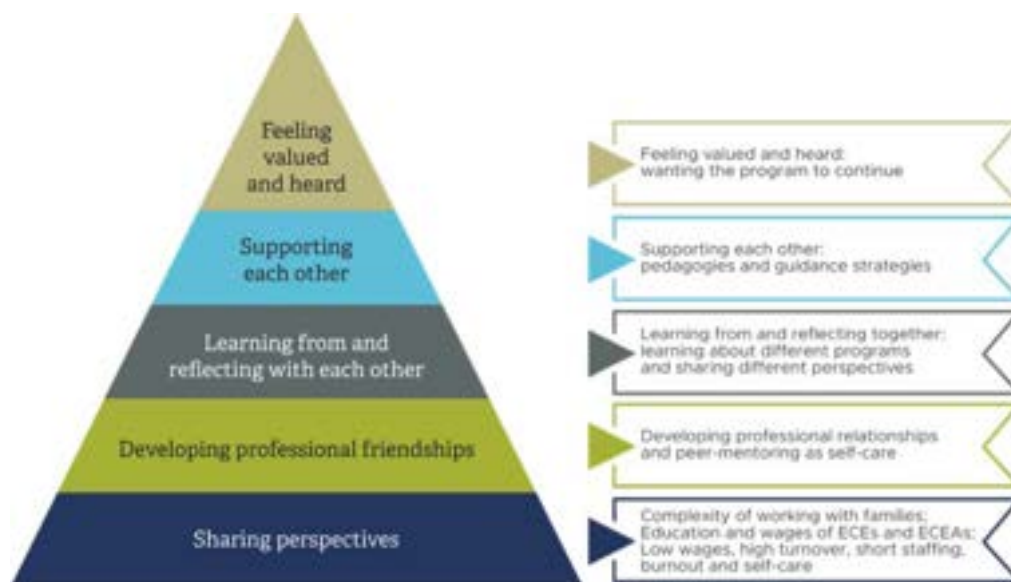 Feeling
valued
and heard
Supporting
each other
Learning from and
reflecting with each other
Developing professional friendships
Sharing perspectives
Feeling valued and heard:
wanting the program to continue
Supporting each other:
pedagogies and guidance strategies
Learning from and reflecting together:
learning about different programs
and sharing different perspectives
Developing professional relationships
and peer-mentoring as self-care
Complexity of working with families;
Education and wages of ECEs and ECEAs:
Low wages, high turnover, short staffing,
burnout and self-care